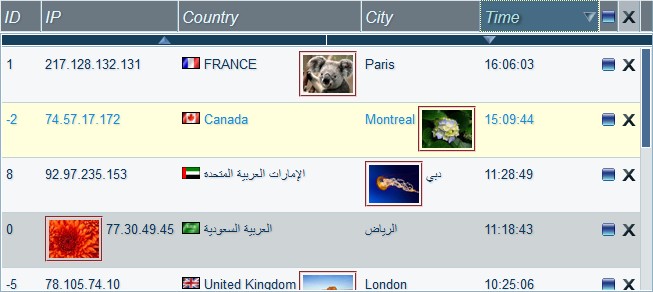 ID IP Country City Time X
1 217.128.132.131 FRANCE Paris 16:06:03 X
-2 74.57.17.172 Canada Montreal 15:09:44 X
8 92.97.235.153 الإمارات العربية المتحدة دبي 11:28:49 X
0 77.30.49.45 العربية السعودية الرياض 11:18:43 X
-5 78.105.74.10 United Kingdom London 10:25:06 X